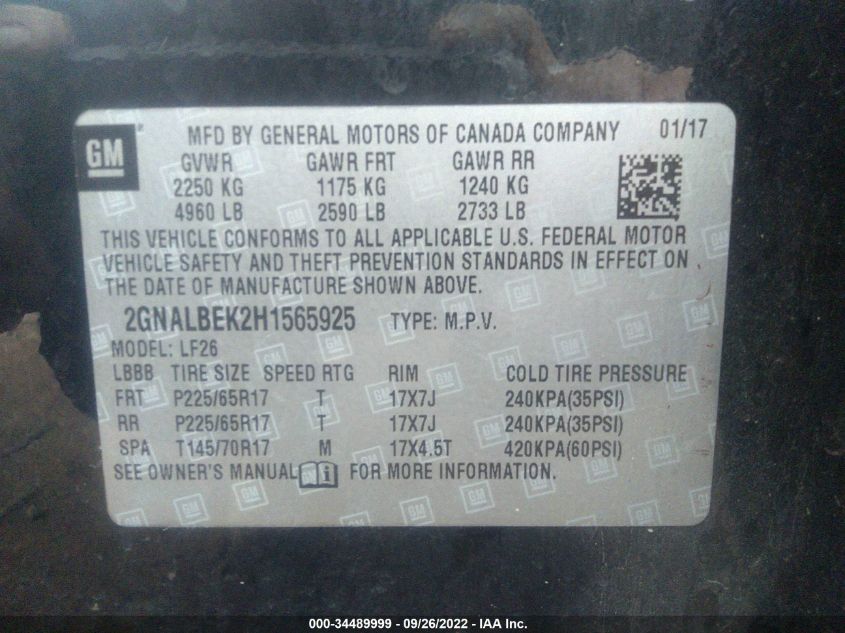 GM
MFD BY GENERAL MOTORS OF CANADA COMPANY 01/17
GVWR GAWR FRT GAWR RR
2250 KG 1175 KG 1240 KG
4960 LB 2590 LB 2733 LB
THIS VEHICLE CONFORMS TO ALL APPLICABLE U.S. FEDERAL MOTOR
VEHICLE SAFETY AND THEFT PREVENTION STANDARDS IN EFFECT ON
THE DATE OF MANUFACTURE SHOWN ABOVE.
2GNALBEK2H1565925 TYPE: M.P.V.
MODEL: LF26
LBBB TIRE SIZE SPEED RTG RIM COLD TIRE PRESSURE
FRT P225/65R17 T 17X7J 240KPA(35PSI)
RR P225/65R17 T 17X7J 240KPA(35PSI)
SPA T145/70R17 M 17X4.5T 420KPA(60PSI)
SEE OWNER'S MANUAL FOR MORE INFORMATION.
000-34489999 - 09/26/2022 - IAA Inc.